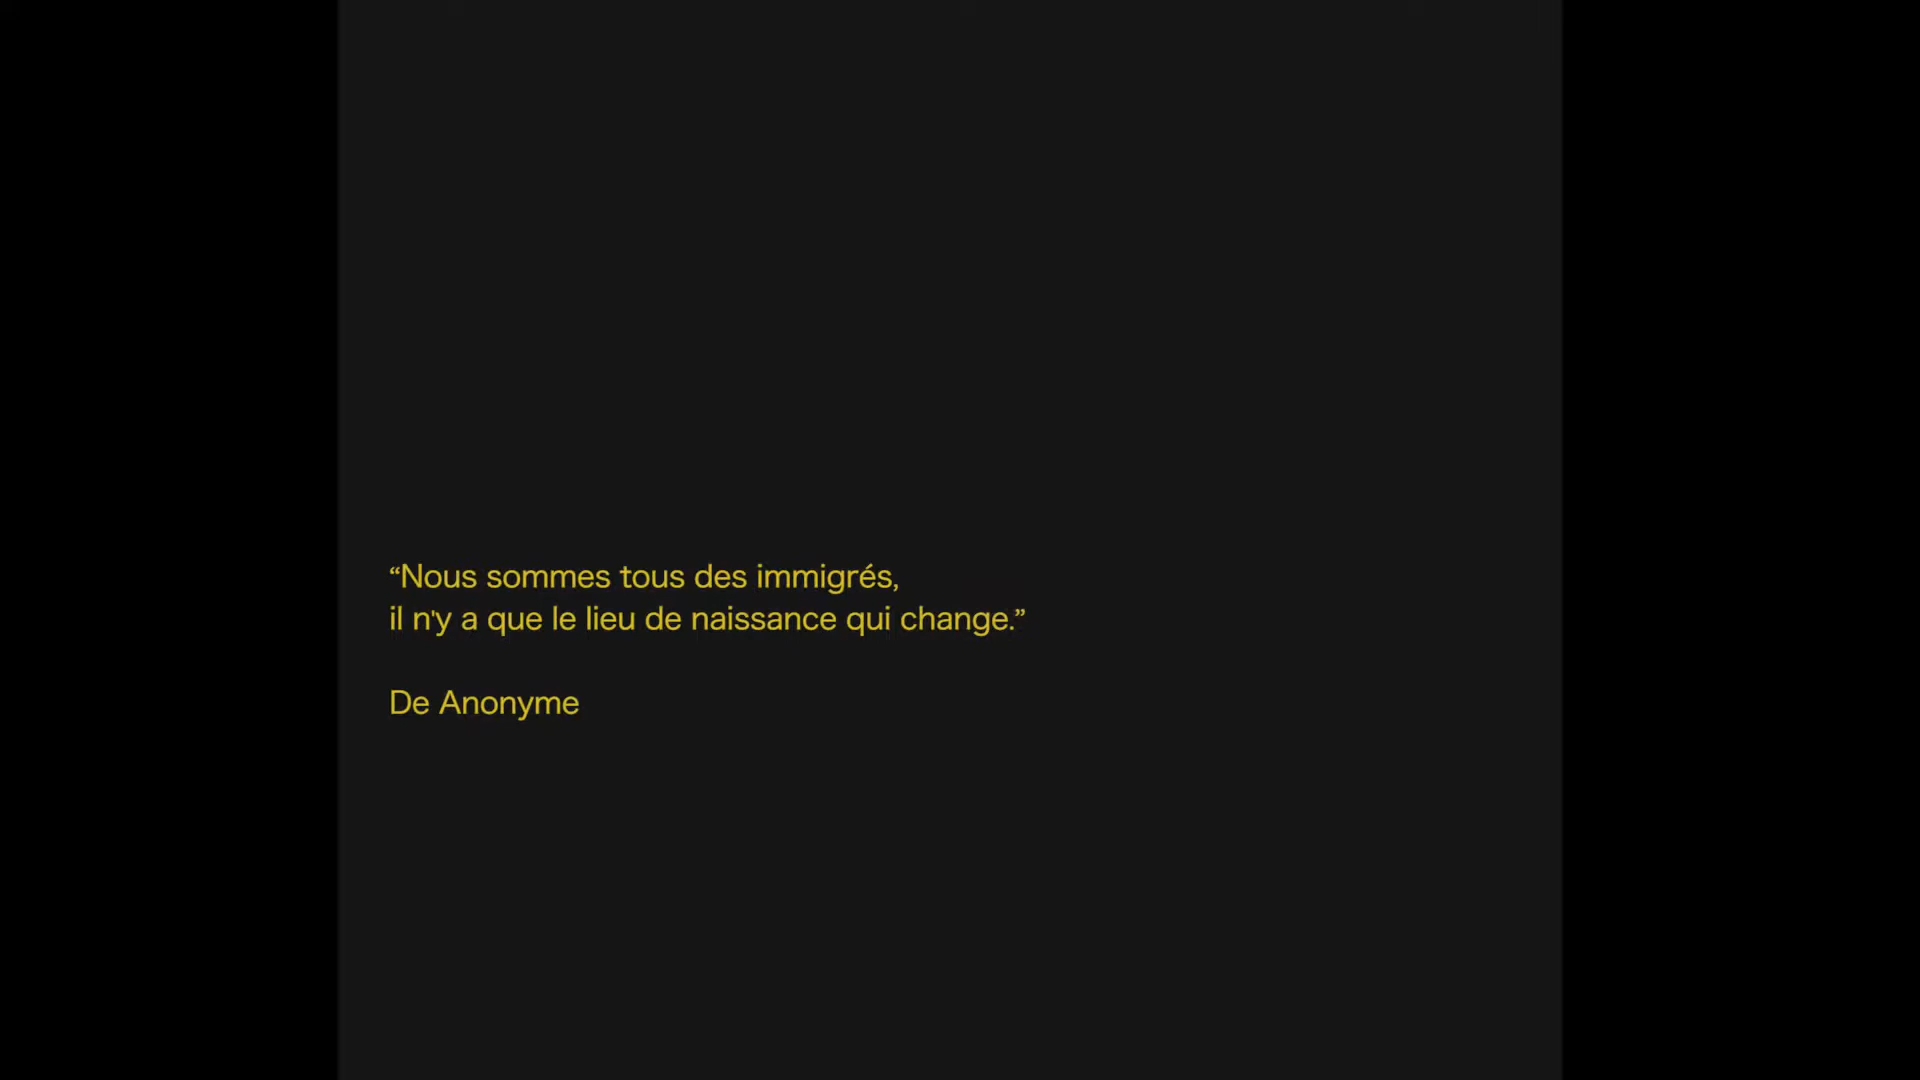 “Nous sommes tous des immigrés,
il n'y a que le lieu de naissance qui change.”
De Anonyme